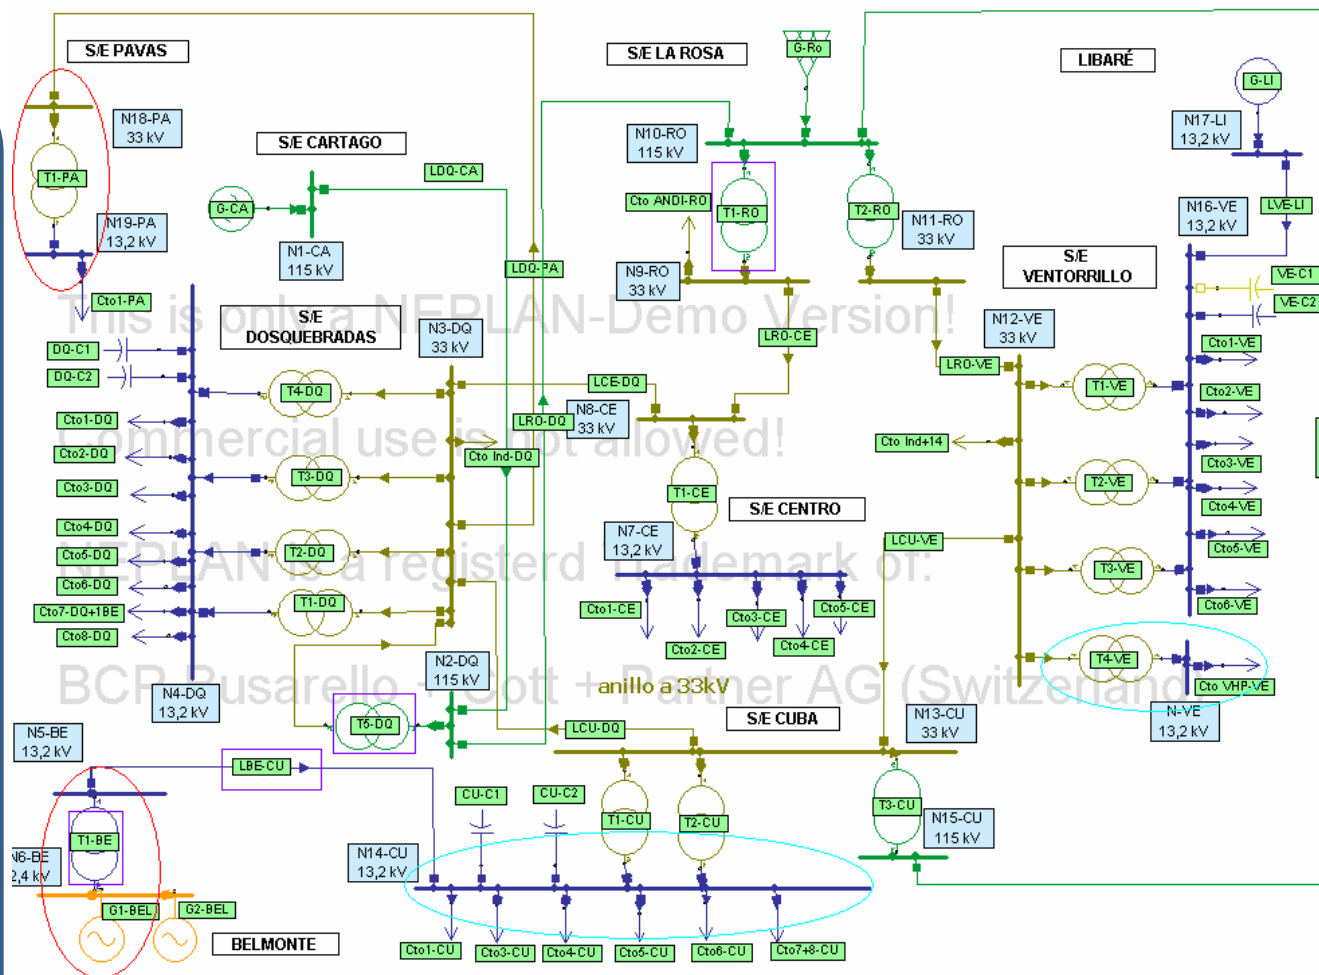 S/E PAVAS
S/E LA ROSA
G-Ro
LIBARÉ
G-LI
N18-PA
33 kV
T1-PA
N19-PA
13,2 kV
Cto1-PA
S/E CARTAGO
LDQ-CA
G-CA
N1-CA
115 kV
N10-RO
115 kV
Cto ANDI-RO
T1-RO
T2-RO
N11-RO
33 kV
N9-RO
33 kV
N17-LI
13,2 kV
N16-VE
13,2 kV
LVE-LI
S/E
VENTORRILLO
VE-C1
VE-C2
LDQ-PA
This is only a NEPLAN-Demo Version!
S/E
DOSQUEBRADAS
N3-DQ
33 kV
LRO-CE
N12-VE
33 kV
LRO-VE
DQ-C1
DQ-C2
T4-DQ
LCE-DQ
N8-CE
33 kV
LRO-DQ
T1-VE
Cto1-VE
Cto2-VE
Cto1-DQ
Commercial use is not allowed!
Cto Ind-DQ
Cto Ind+14
Cto2-DQ
Cto3-DQ
T3-DQ
T1-CE
T2-VE
Cto3-VE
Cto4-VE
S/E CENTRO
Cto4-DQ
Cto5-DQ
Cto6-DQ
Cto7-DQ+1BE
Cto8-DQ
T2-DQ
T1-DQ
N7-CE
13,2 kV
LCU-VE
NEPLAN is a registerd Trademark of:
T3-VE
Cto5-VE
Cto6-VE
Cto1-CE
Cto2-CE
Cto3-CE
Cto4-CE
Cto5-CE
T4-VE
Cto VHP-VE
N-VE
13,2 kV
BCP Busarello + Cott + Partner AG (Switzerland)
anillo a 33kV
N4-DQ
13,2 kV
N2-DQ
115 kV
T5-DQ
LCU-DQ
S/E CUBA
N13-CU
33 kV
N5-BE
13,2 kV
LBE-CU
CU-C1
CU-C2
T1-CU
T2-CU
T3-CU
N15-CU
115 kV
T1-BE
N6-BE
2,4 kV
N14-CU
13,2 kV
G1-BEL
G2-BEL
BELMONTE
Cto1-CU
Cto3-CU
Cto4-CU
Cto5-CU
Cto6-CU
Cto7+8-CU